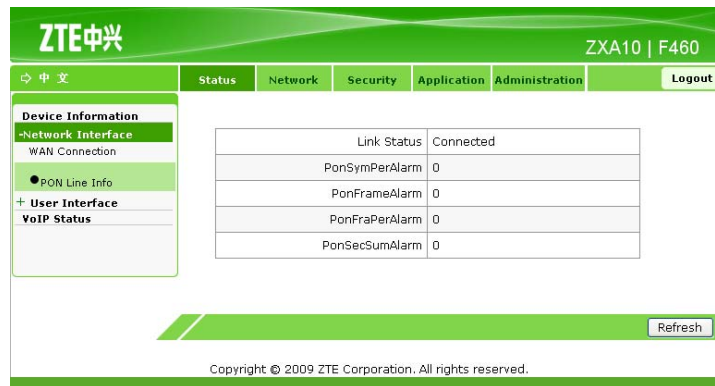 ZTE中兴
ZXA10 | F460
中文
Status Network Security Application Administration Logout
Device Information
-Network Interface
WAN Connection
PON Line Info
+ User Interface
VoIP Status
Link Status Connected
PonSymPerAlarm 0
PonFrameAlarm 0
PonFraPerAlarm 0
PonSecSumAlarm 0
Refresh
Copyright © 2009 ZTE Corporation. All rights reserved.